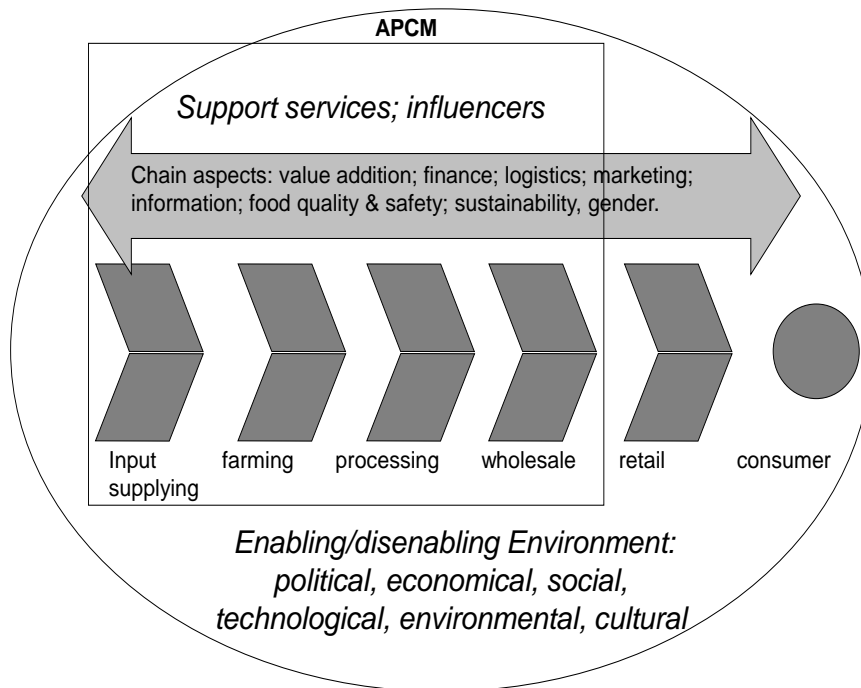 APCM
Support services; influencers
Chain aspects: value addition; finance; logistics; marketing;
information; food quality & safety; sustainability, gender.
Input supplying
farming
processing
wholesale
retail
consumer
Enabling/disenabling Environment:
political, economical, social,
technological, environmental, cultural